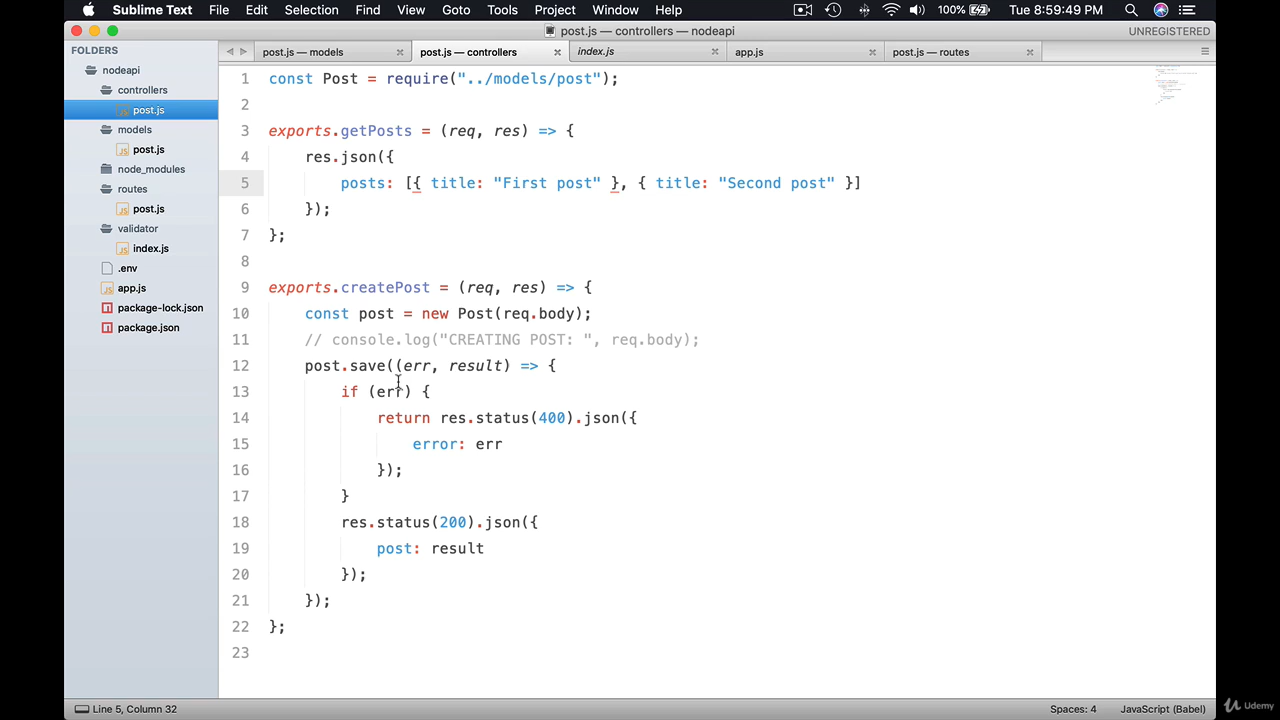 Sublime Text File Edit Selection Find View Goto Tools Project Window Help 100% Tue 8:59:49 PM
post.js — controllers — nodeapi UNREGISTERED
FOLDERS
nodeapi
controllers
post.js
models
post.js
node_modules
routes
post.js
validator
index.js
.env
app.js
package-lock.json
package.json
post.js — models post.js — controllers index.js app.js post.js — routes
1 const Post = require("../models/post");
2
3 exports.getPosts = (req, res) => {
4 res.json({
5 posts: [{ title: "First post" }, { title: "Second post" }]
6 });
7 };
8
9 exports.createPost = (req, res) => {
10 const post = new Post(req.body);
11 // console.log("CREATING POST: ", req.body);
12 post.save((err, result) => {
13 if (err) {
14 return res.status(400).json({
15 error: err
16 });
17 }
18 res.status(200).json({
19 post: result
20 });
21 });
22 };
23
Line 5, Column 32 Spaces: 4 JavaScript (Babel)
Udemy